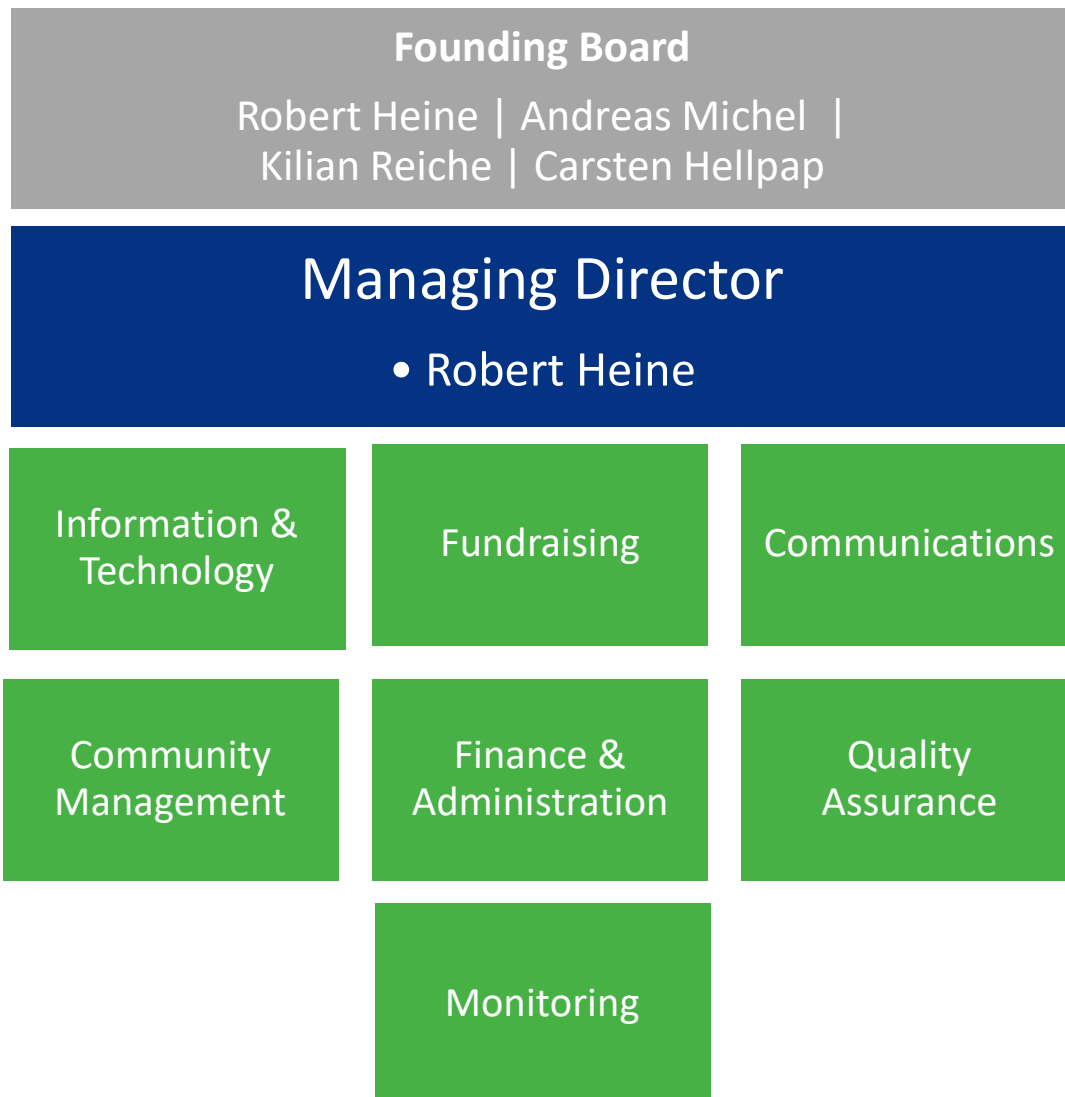 Founding Board
Robert Heine | Andreas Michel |
Kilian Reiche | Carsten Hellpap
Managing Director
• Robert Heine
Information &
Technology
Fundraising
Communications
Community
Management
Finance &
Administration
Quality
Assurance
Monitoring